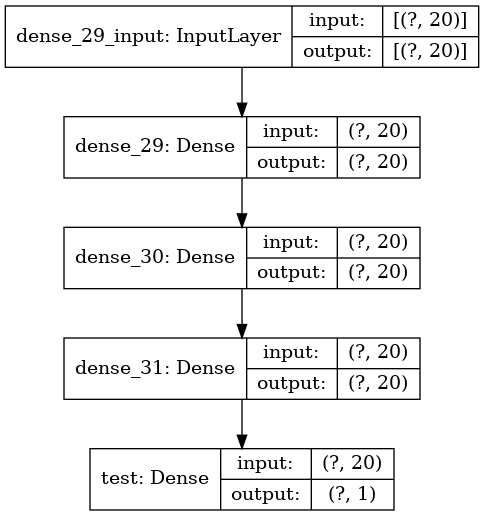 dense_29_input: InputLayer input: [(?, 20)]
output: [(?, 20)]
dense_29: Dense input: (?, 20)
output: (?, 20)
dense_30: Dense input: (?, 20)
output: (?, 20)
dense_31: Dense input: (?, 20)
output: (?, 20)
test: Dense input: (?, 20)
output: (?, 1)